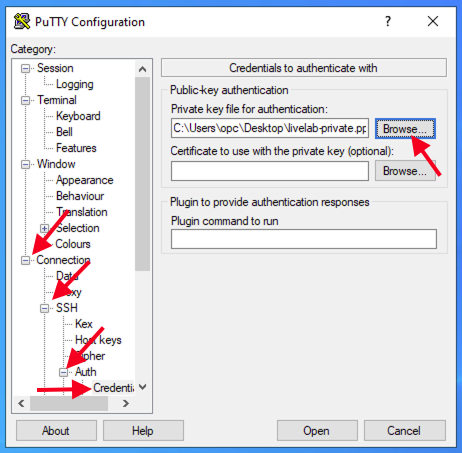 PuTTY Configuration
?
Category:
Session
Logging
Terminal
Keyboard
Bell
Features
Window
Appearance
Behaviour
Translation
Selection
Colours
Connection
Data
SSH
Kex
Host keys
Auth
Credentia
Credentials to authenticate with
Public-key authentication
Private key file for authentication:
C:\Users\opc\Desktop\livelab-private.pp
Browse...
Certificate to use with the private key (optional):
Browse...
Plugin to provide authentication responses
Plugin command to run
About
Help
Open
Cancel